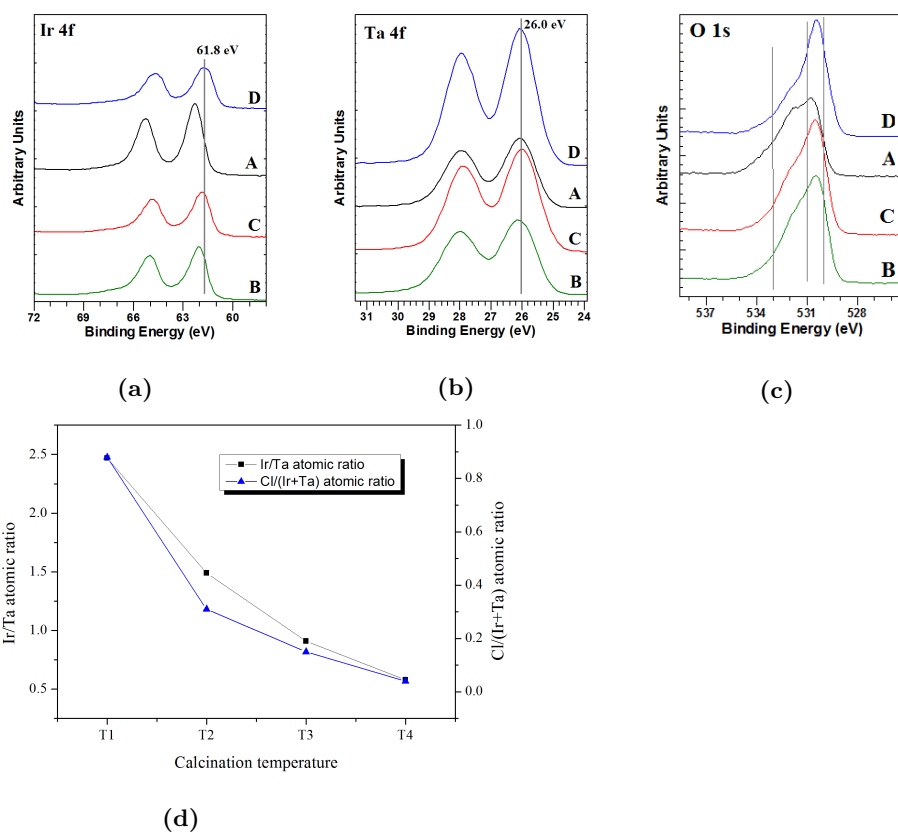 Ir 4f
61.8 eV
D
A
C
B
Arbitrary Units
72 69 66 63 60
Binding Energy (eV)
(a)
Ta 4f
26.0 eV
D
A
C
B
Arbitrary Units
31 30 29 28 27 26 25 24
Binding Energy (eV)
(b)
O 1s
D
A
C
B
Arbitrary Units
537 534 531 528
Binding Energy (eV)
(c)
Ir/Ta atomic ratio
Cl/(Ir+Ta) atomic ratio
2.5
2.0
1.5
1.0
0.5
Ir/Ta atomic ratio
1.0
0.8
0.6
0.4
0.2
0.0
Cl/(Ir+Ta) atomic ratio
T1 T2 T3 T4
Calcination temperature
(d)